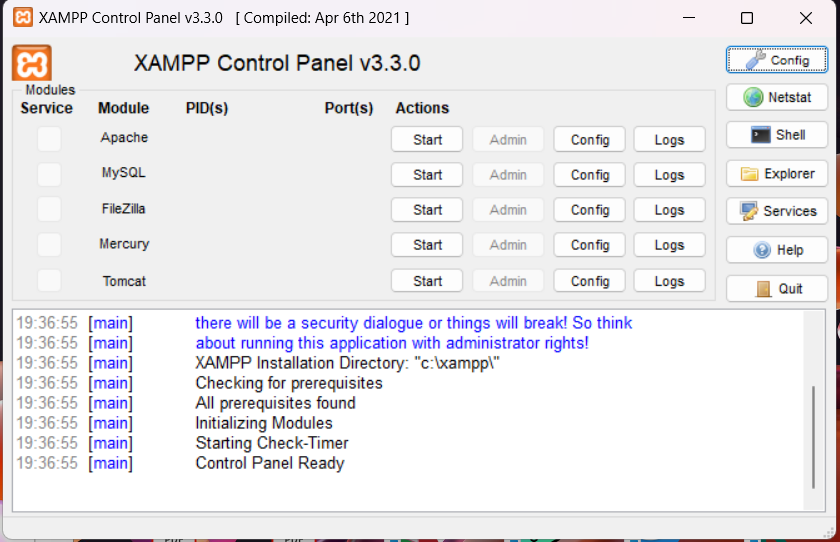 XAMPP Control Panel v3.3.0 [ Compiled: Apr 6th 2021 ]
XAMPP Control Panel v3.3.0
Config
Modules
Service Module PID(s) Port(s) Actions
Netstat
Apache Start Admin Config Logs
Shell
MySQL Start Admin Config Logs
Explorer
FileZilla Start Admin Config Logs
Services
Mercury Start Admin Config Logs
Help
Tomcat Start Admin Config Logs
Quit
19:36:55 [main] there will be a security dialogue or things will break! So think
19:36:55 [main] about running this application with administrator rights!
19:36:55 [main] XAMPP Installation Directory: "c:\xampp\"
19:36:55 [main] Checking for prerequisites
19:36:55 [main] All prerequisites found
19:36:55 [main] Initializing Modules
19:36:55 [main] Starting Check-Timer
19:36:55 [main] Control Panel Ready